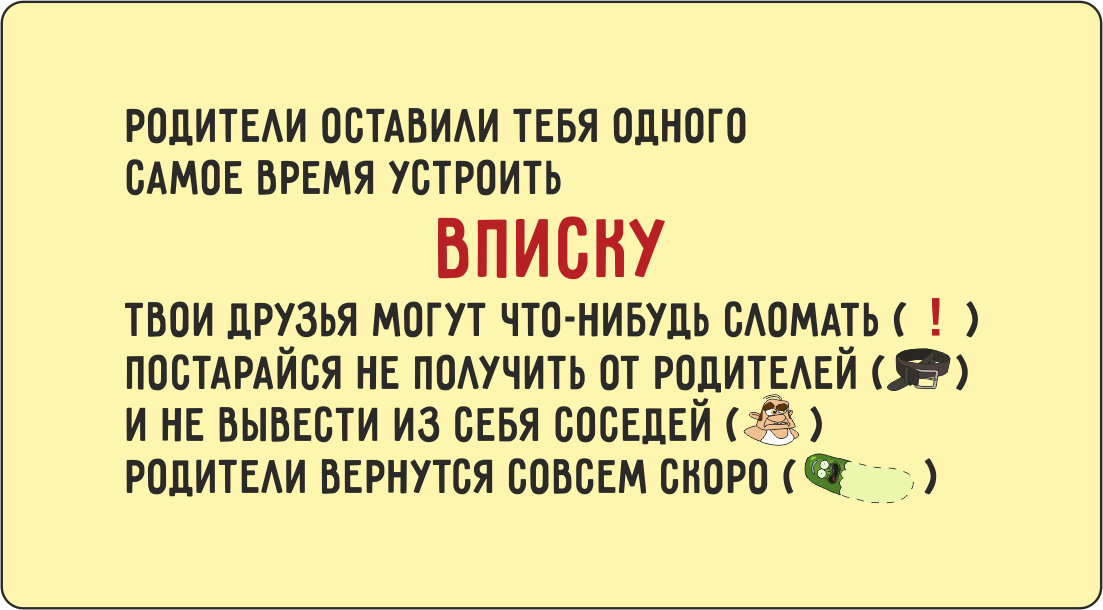 РОДИТЕЛИ ОСТАВИЛИ ТЕБЯ ОДНОГО
САМОЕ ВРЕМЯ УСТРОИТЬ
ВПИСКУ
ТВОИ ДРУЗЬЯ МОГУТ ЧТО-НИБУДЬ СЛОМАТЬ ( ! )
ПОСТАРАЙСЯ НЕ ПОЛУЧИТЬ ОТ РОДИТЕЛЕЙ ( )
И НЕ ВЫВЕСТИ ИЗ СЕБЯ СОСЕДЕЙ ( )
РОДИТЕЛИ ВЕРНУТСЯ СОВСЕМ СКОРО ( )